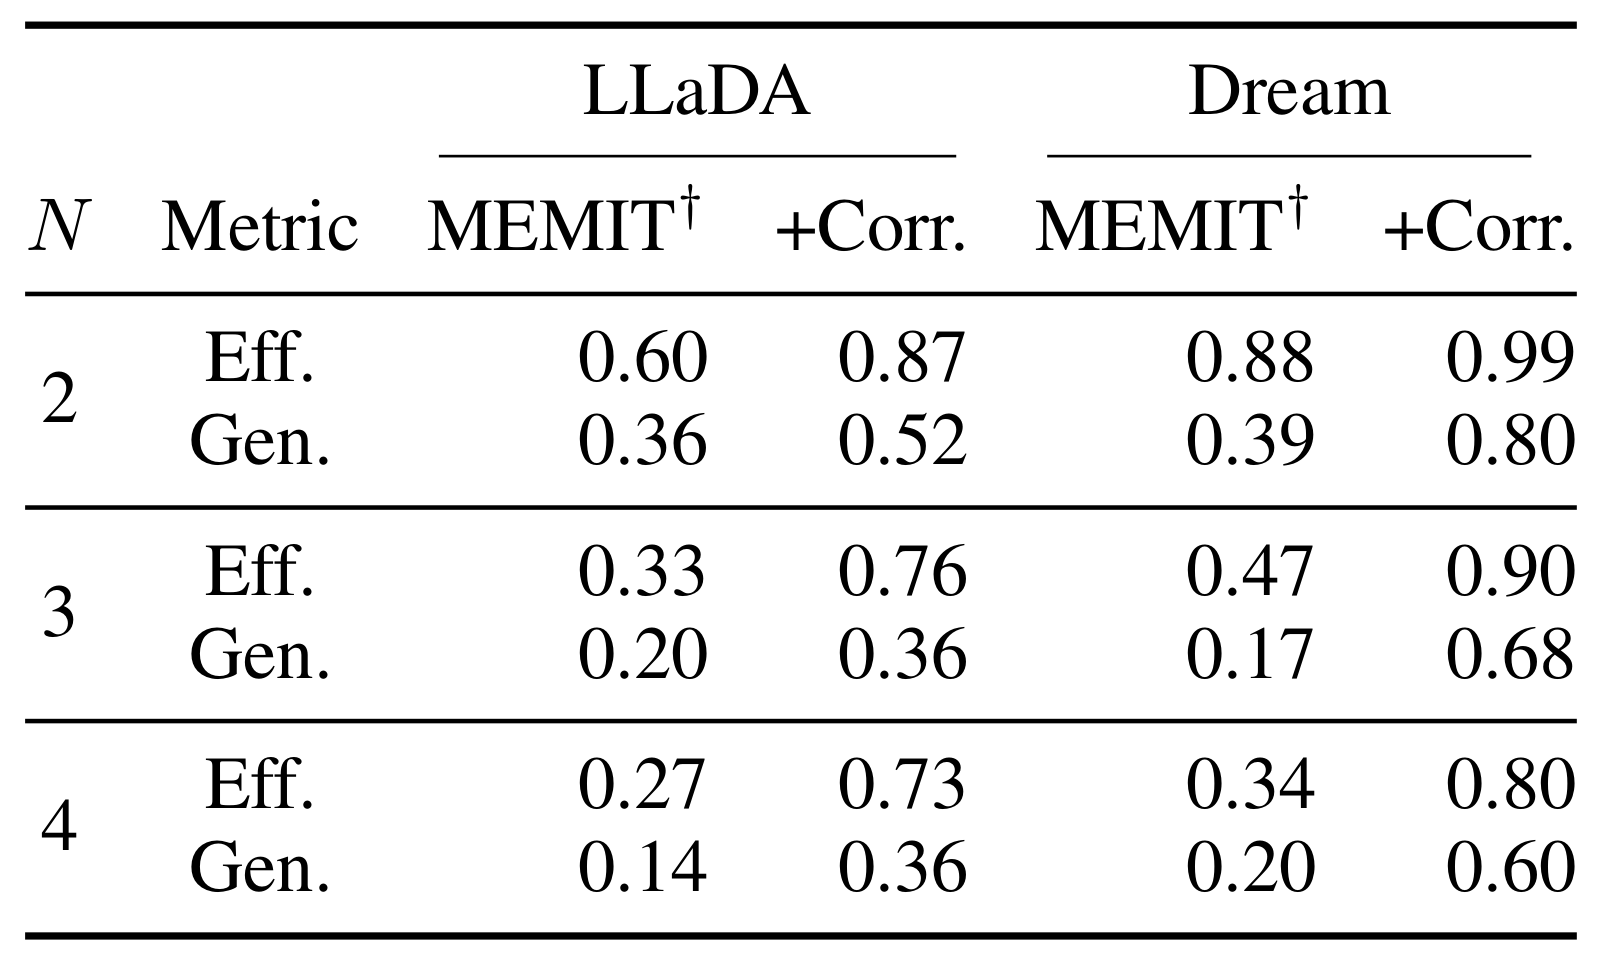 LLaDA Dream
N Metric MEMIT† +Corr. MEMIT† +Corr.
2 Eff. 0.60 0.87 0.88 0.99
Gen. 0.36 0.52 0.39 0.80
3 Eff. 0.33 0.76 0.47 0.90
Gen. 0.20 0.36 0.17 0.68
4 Eff. 0.27 0.73 0.34 0.80
Gen. 0.14 0.36 0.20 0.60